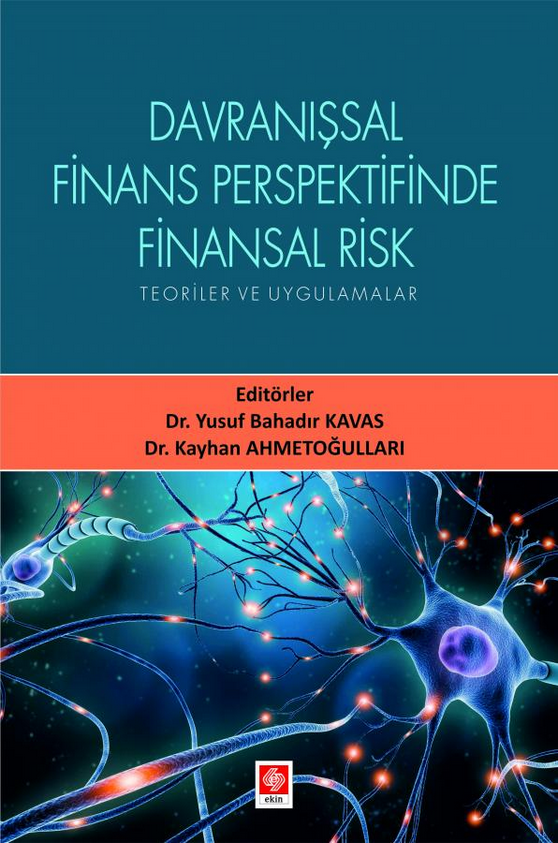 DAVRANIŞSAL
FİNANS PERSPEKTİFİNDE
FİNANSAL RİSK
TEORİLER VE UYGULAMALAR
Editörler
Dr. Yusuf Bahadır KAVAS
Dr. Kayhan AHMETOĞULLARI
ekin